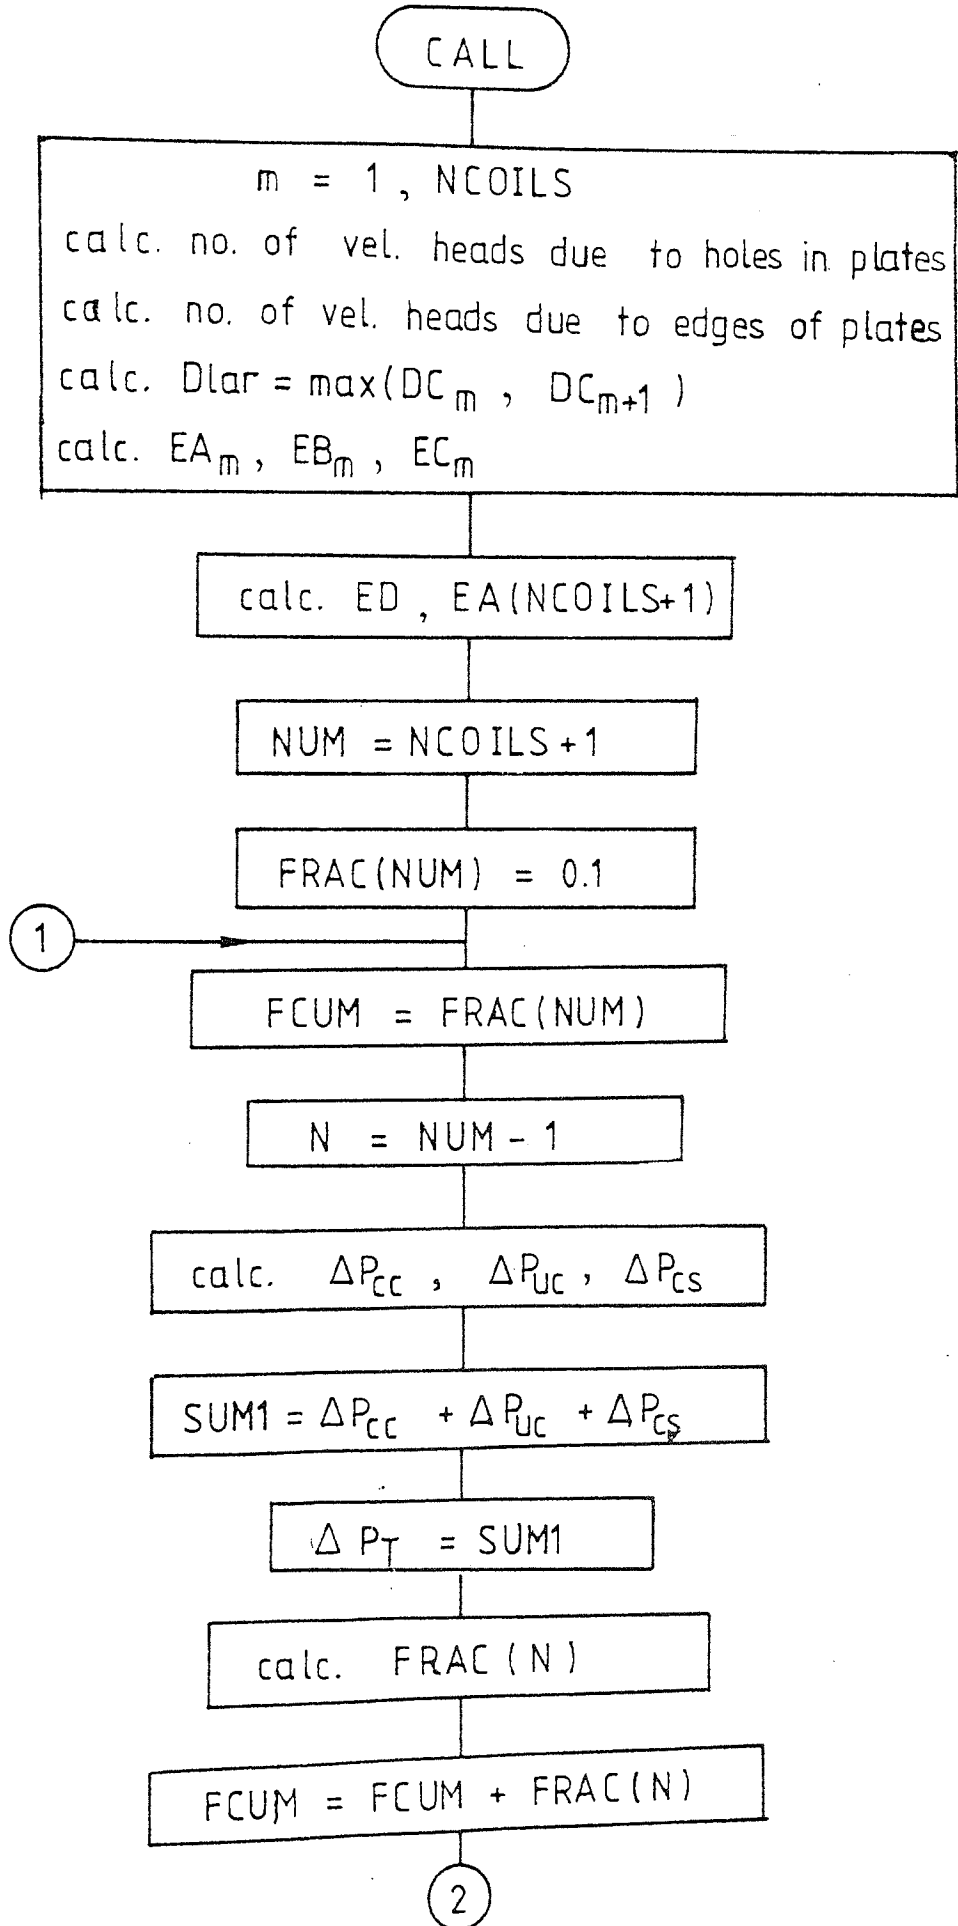 CALL
m = 1 , NCOILS
calc. no. of vel. heads due to holes in plates
calc. no. of vel. heads due to edges of plates
calc. Dlar = max(DCm , DCm+1 )
calc. EAm , EBm , ECm
calc. ED , EA(NCOILS+1)
NUM = NCOILS+1
FRAC(NUM) = 0.1
1
FCUM = FRAC(NUM)
N = NUM - 1
calc. ΔPCC , ΔPUC , ΔPCS
SUM1 = ΔPCC + ΔPUC + ΔPCS
Δ PT = SUM1
calc. FRAC(N)
FCUM = FCUM + FRAC(N)
2